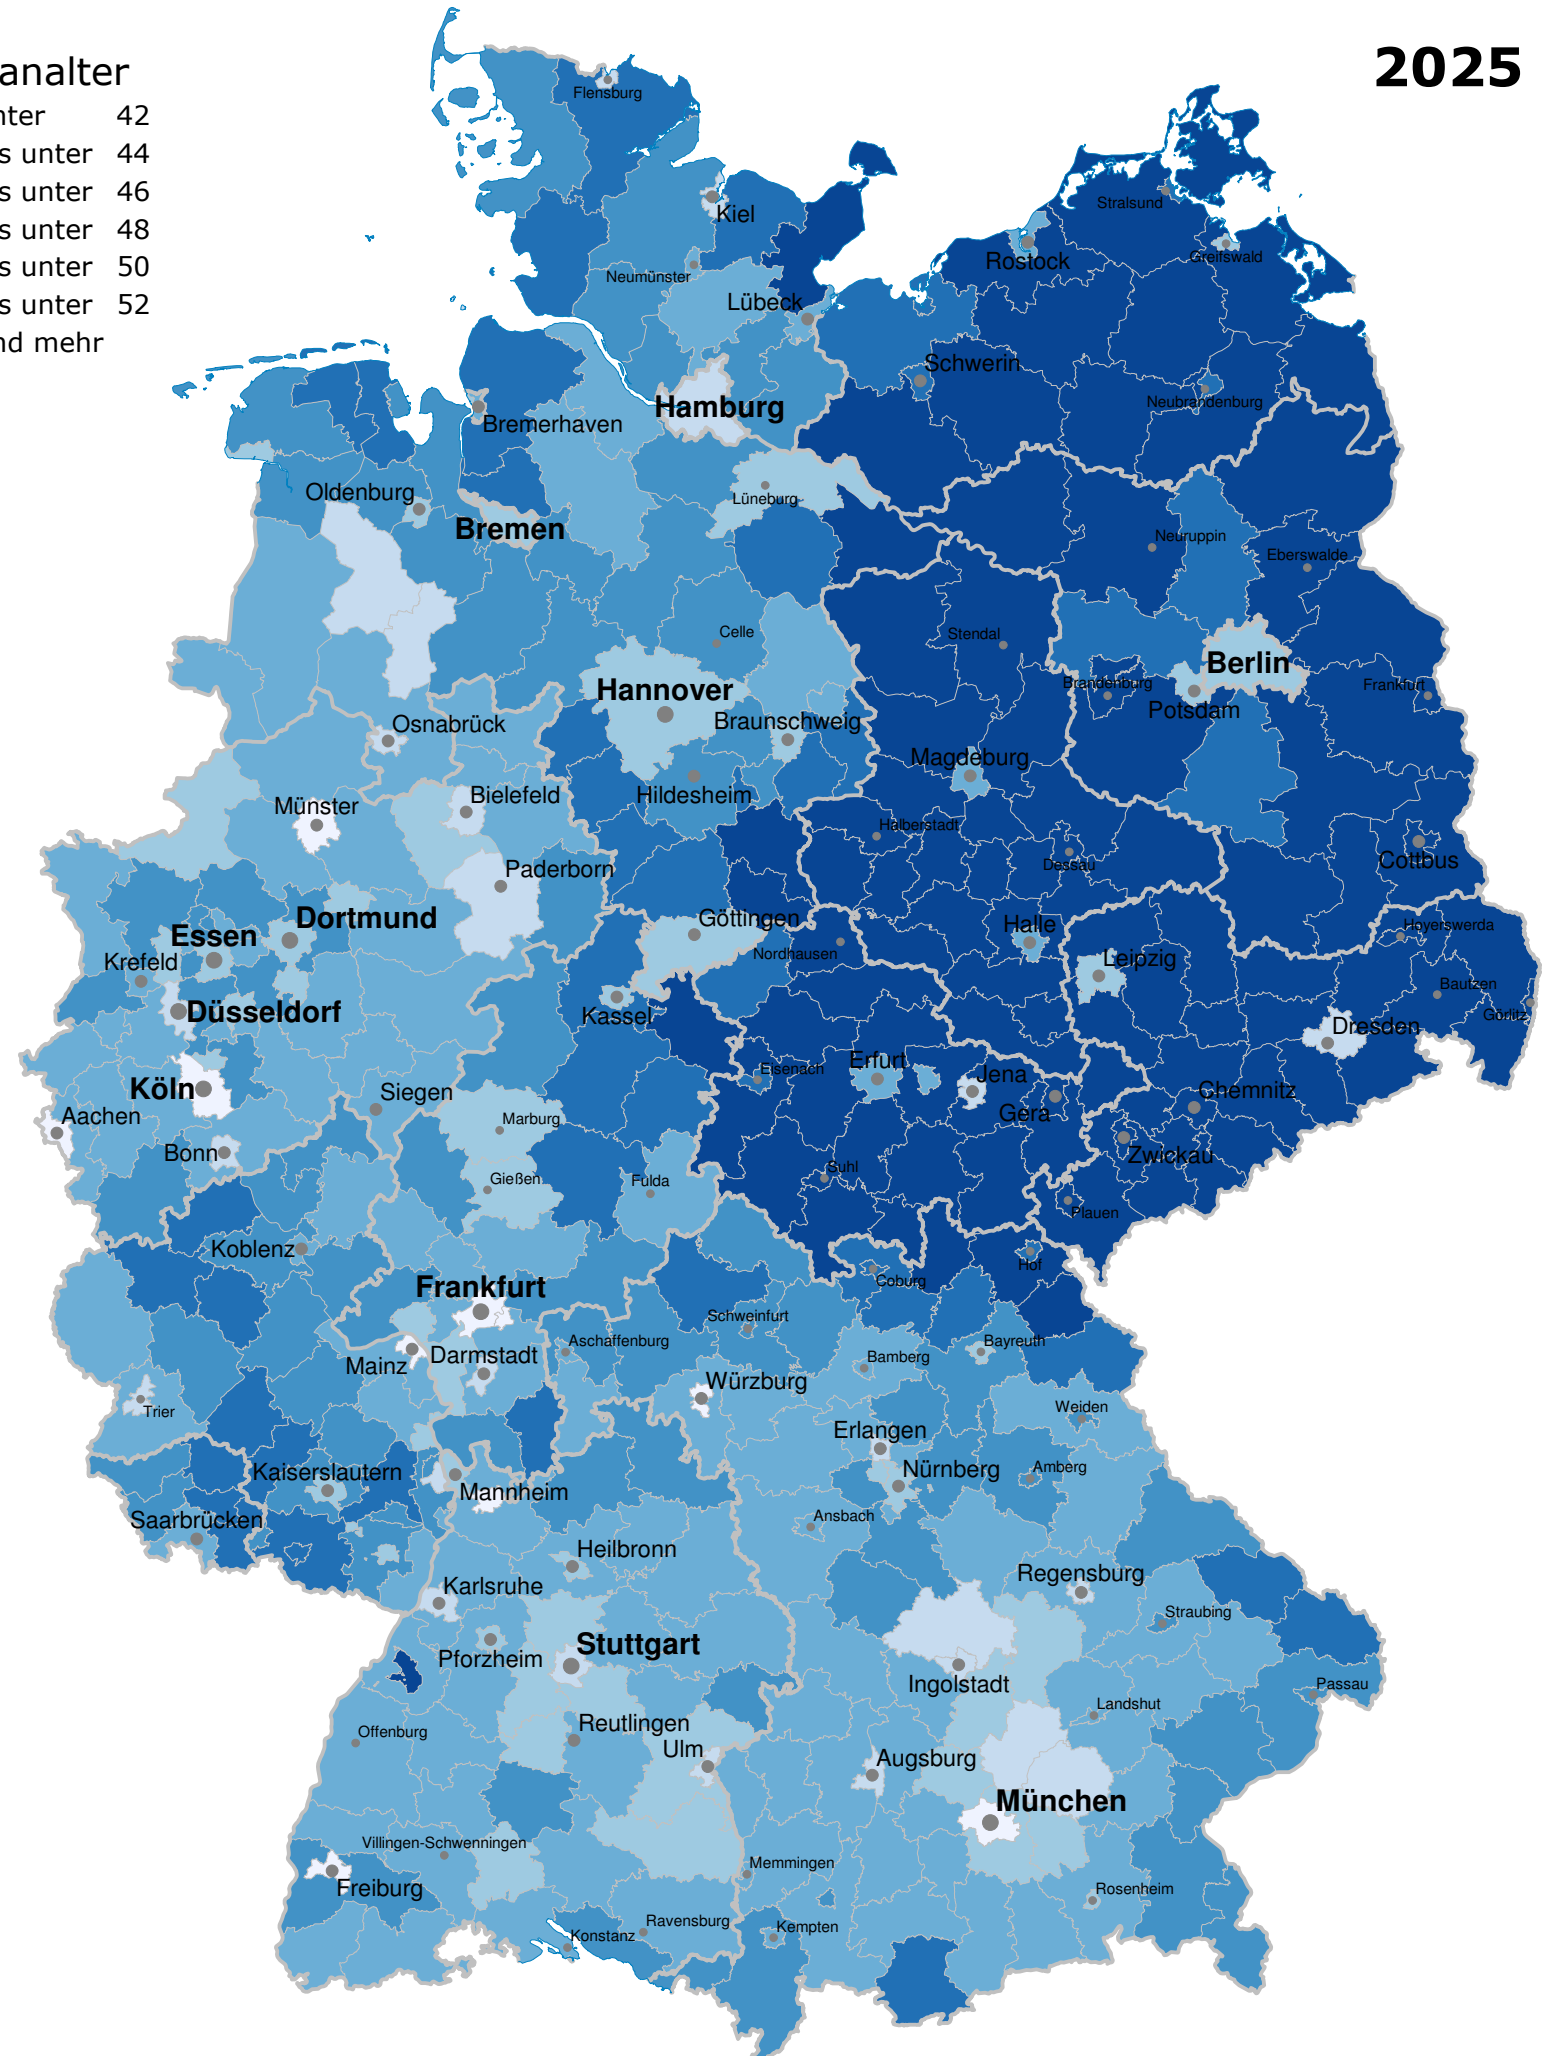 2025
analter
nter 42
s unter 44
s unter 46
s unter 48
s unter 50
s unter 52
nd mehr
Flensburg
Kiel
Neumünster
Lübeck
Stralsund
Rostock
Greifswald
Schwerin
Neubrandenburg
Hamburg
Bremerhaven
Oldenburg
Bremen
Lüneburg
Neuruppin
Eberswalde
Celle
Stendal
Berlin
Hannover
Brandenburg
Frankfurt
Potsdam
Osnabrück
Braunschweig
Magdeburg
Bielefeld
Hildesheim
Münster
Halberstadt
Cottbus
Dessau
Paderborn
Dortmund
Göttingen
Halle
Hoyerswerda
Essen
Nordhausen
Leipzig
Krefeld
Bautzen
Kassel
Görlitz
Düsseldorf
Dresden
Erfurt
Eisenach
Jena
Köln
Siegen
Chemnitz
Gera
Aachen
Marburg
Bonn
Zwickau
Suhl
Gießen
Fulda
Plauen
Koblenz
Hof
Coburg
Frankfurt
Schweinfurt
Aschaffenburg
Bayreuth
Mainz
Darmstadt
Bamberg
Würzburg
Trier
Weiden
Erlangen
Kaiserslautern
Nürnberg
Amberg
Mannheim
Saarbrücken
Ansbach
Heilbronn
Regensburg
Karlsruhe
Straubing
Stuttgart
Pforzheim
Ingolstadt
Passau
Landshut
Reutlingen
Offenburg
Ulm
Augsburg
München
Villingen-Schwenningen
Memmingen
Freiburg
Rosenheim
Ravensburg
Kempten
Konstanz